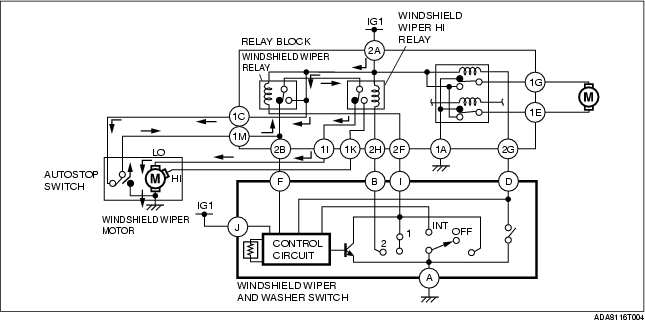 WINDSHIELD
WIPER HI
RELAY
IG1
RELAY BLOCK
2A
WINDSHIELD WIPER
RELAY
1G
1C
M
1E
1M
2B
1I
1K
2H
2F
1A
2G
LO
M
HI
AUTOSTOP
SWITCH
F
B
I
D
WINDSHIELD WIPER
MOTOR
IG1
J
CONTROL
CIRCUIT
2
1
INT
OFF
A
WINDSHIELD WIPER
AND WASHER SWITCH
ADA8116T004